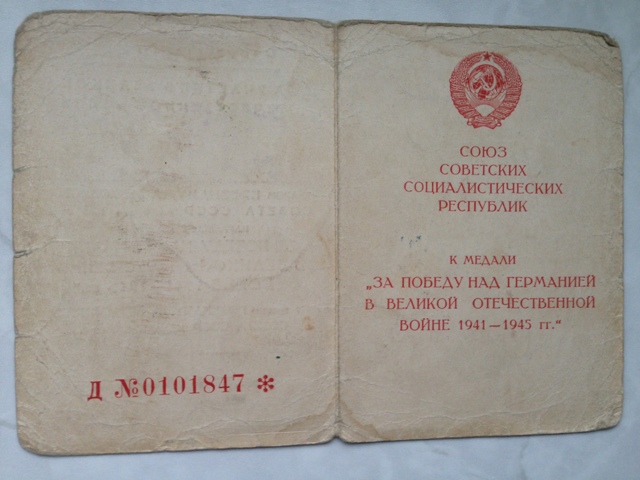 Д №0101847 *
СОЮЗ
СОВЕТСКИХ
СОЦИАЛИСТИЧЕСКИХ
РЕСПУБЛИК
К МЕДАЛИ
„ЗА ПОБЕДУ НАД ГЕРМАНИЕЙ
В ВЕЛИКОЙ ОТЕЧЕСТВЕННОЙ
ВОЙНЕ 1941—1945 гг."